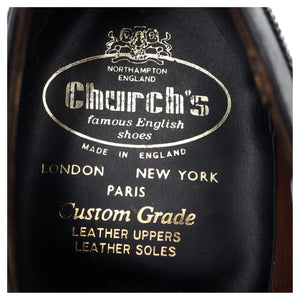 NORTHAMPTON
ENGLAND
Church's
famous English
shoes
MADE IN ENGLAND
LONDON NEW YORK
PARIS
Custom Grade
LEATHER UPPERS
LEATHER SOLES